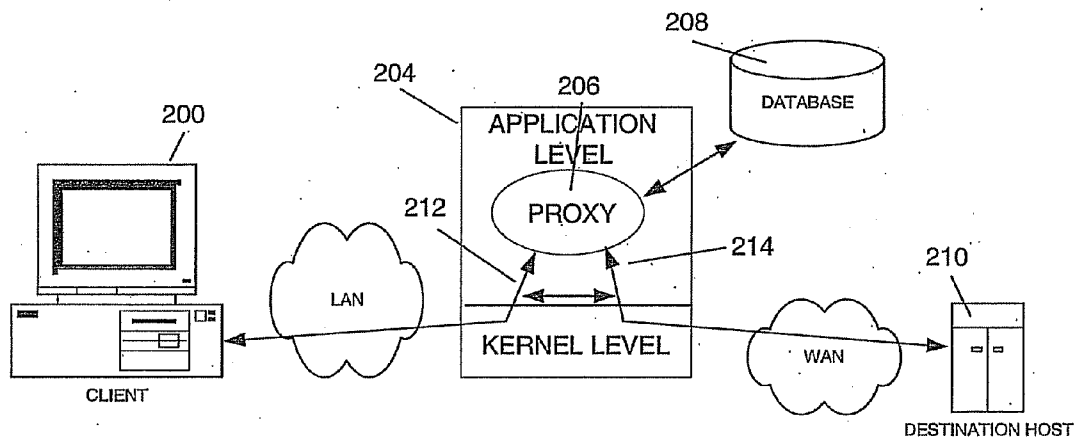 208
204
206
DATABASE
200
APPLICATION
LEVEL
PROXY
212
214
210
LAN
KERNEL LEVEL
WAN
CLIENT
DESTINATION HOST